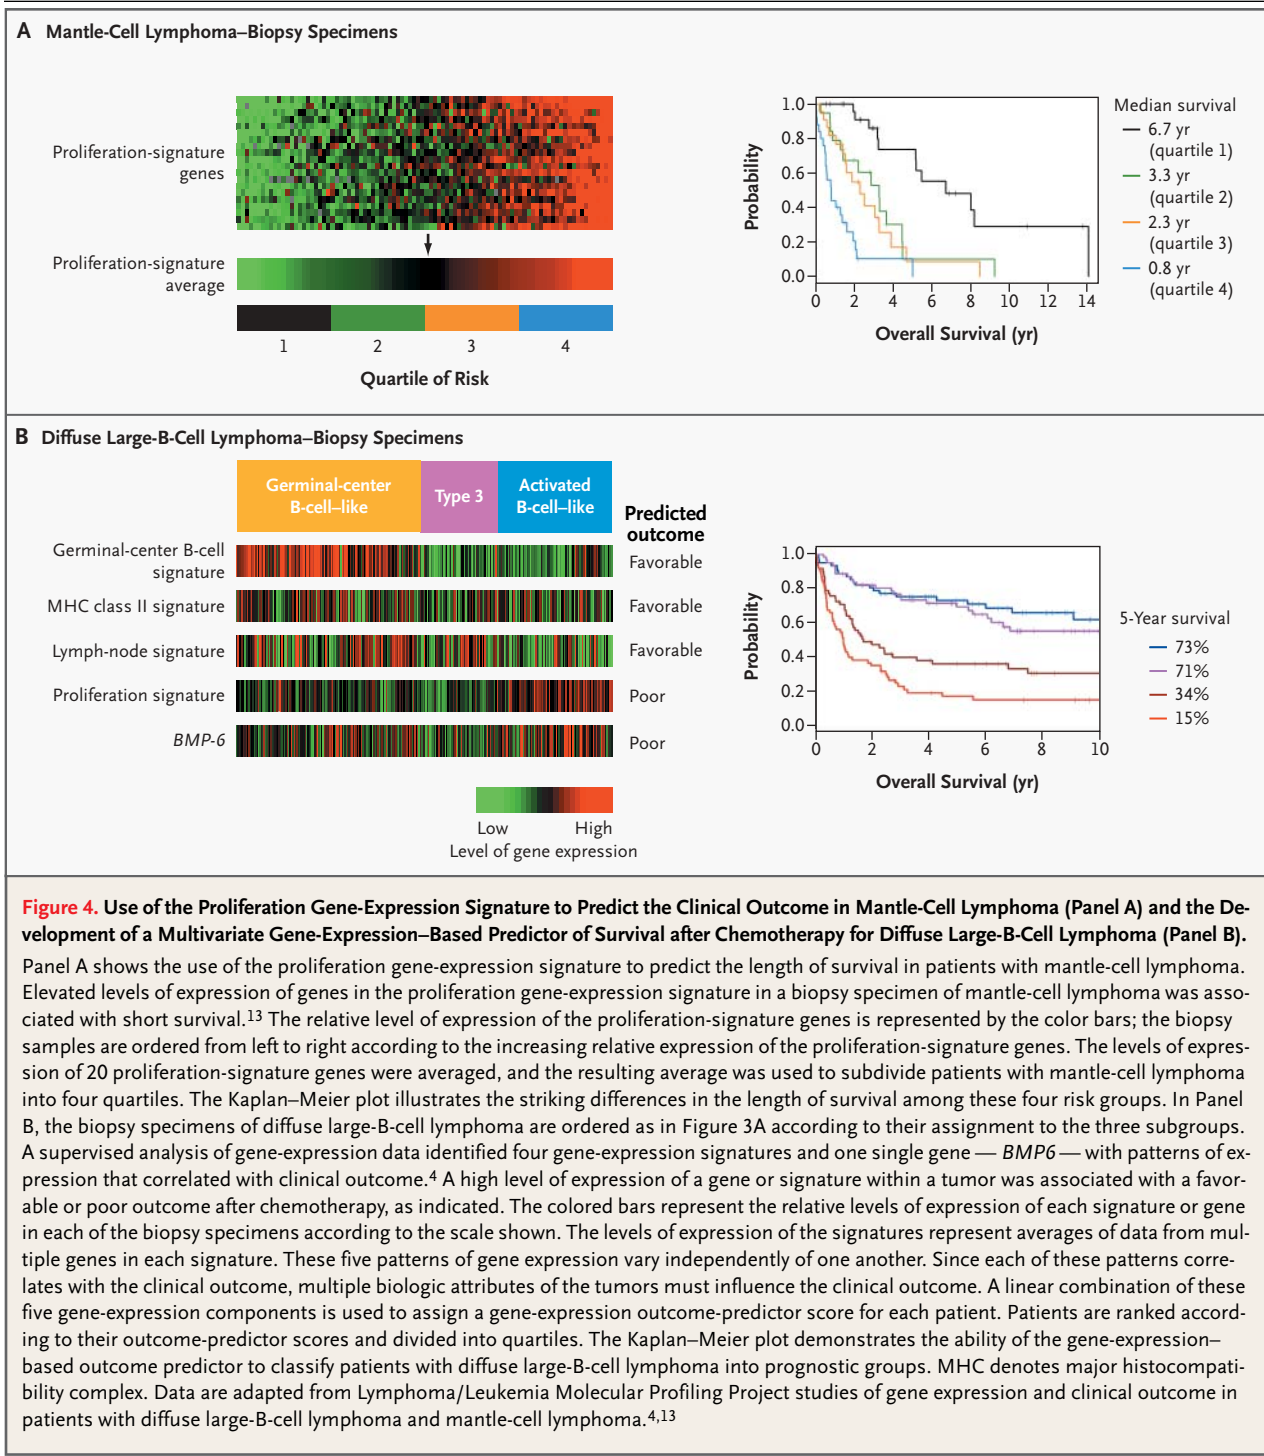 A Mantle-Cell Lymphoma–Biopsy Specimens
Proliferation-signature
genes
Proliferation-signature
average
1 2 3 4
Quartile of Risk
Probability
1.0
0.8
0.6
0.4
0.2
0.0
0 2 4 6 8 10 12 14
Overall Survival (yr)
Median survival
6.7 yr
(quartile 1)
3.3 yr
(quartile 2)
2.3 yr
(quartile 3)
0.8 yr
(quartile 4)
B Diffuse Large-B-Cell Lymphoma–Biopsy Specimens
Germinal-center
B-cell–like
Type 3
Activated
B-cell–like
Predicted
outcome
Germinal-center B-cell
signature
Favorable
MHC class II signature
Favorable
Lymph-node signature
Favorable
Proliferation signature
Poor
BMP-6
Poor
Low High
Level of gene expression
Probability
1.0
0.8
0.6
0.4
0.2
0.0
0 2 4 6 8 10
Overall Survival (yr)
5-Year survival
73%
71%
34%
15%
Figure 4. Use of the Proliferation Gene-Expression Signature to Predict the Clinical Outcome in Mantle-Cell Lymphoma (Panel A) and the De-
velopment of a Multivariate Gene-Expression–Based Predictor of Survival after Chemotherapy for Diffuse Large-B-Cell Lymphoma (Panel B).
Panel A shows the use of the proliferation gene-expression signature to predict the length of survival in patients with mantle-cell lymphoma.
Elevated levels of expression of genes in the proliferation gene-expression signature in a biopsy specimen of mantle-cell lymphoma was asso-
ciated with short survival.13 The relative level of expression of the proliferation-signature genes is represented by the color bars; the biopsy
samples are ordered from left to right according to the increasing relative expression of the proliferation-signature genes. The levels of expres-
sion of 20 proliferation-signature genes were averaged, and the resulting average was used to subdivide patients with mantle-cell lymphoma
into four quartiles. The Kaplan–Meier plot illustrates the striking differences in the length of survival among these four risk groups. In Panel
B, the biopsy specimens of diffuse large-B-cell lymphoma are ordered as in Figure 3A according to their assignment to the three subgroups.
A supervised analysis of gene-expression data identified four gene-expression signatures and one single gene — BMP6 — with patterns of ex-
pression that correlated with clinical outcome.4 A high level of expression of a gene or signature within a tumor was associated with a favor-
able or poor outcome after chemotherapy, as indicated. The colored bars represent the relative levels of expression of each signature or gene
in each of the biopsy specimens according to the scale shown. The levels of expression of the signatures represent averages of data from mul-
tiple genes in each signature. These five patterns of gene expression vary independently of one another. Since each of these patterns corre-
lates with the clinical outcome, multiple biologic attributes of the tumors must influence the clinical outcome. A linear combination of these
five gene-expression components is used to assign a gene-expression outcome-predictor score for each patient. Patients are ranked accord-
ing to their outcome-predictor scores and divided into quartiles. The Kaplan–Meier plot demonstrates the ability of the gene-expression–
based outcome predictor to classify patients with diffuse large-B-cell lymphoma into prognostic groups. MHC denotes major histocompati-
bility complex. Data are adapted from Lymphoma/Leukemia Molecular Profiling Project studies of gene expression and clinical outcome in
patients with diffuse large-B-cell lymphoma and mantle-cell lymphoma.4,13